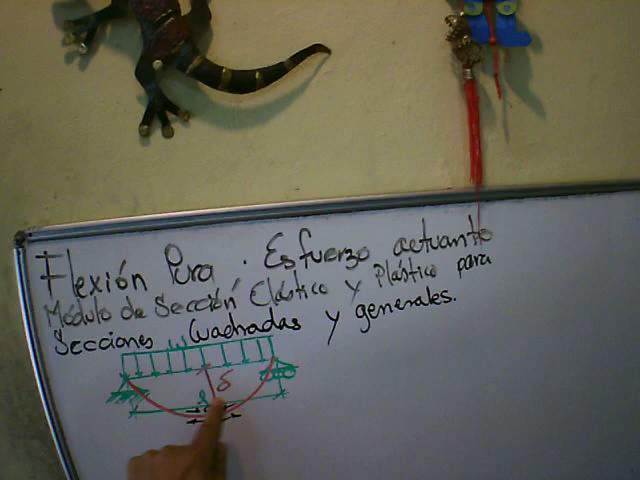 Flexión Pura. Esfuerzo actuante
Módulo de Sección Elástico y Plástico para
Secciones Cuadradas y generales.
w
δ
l